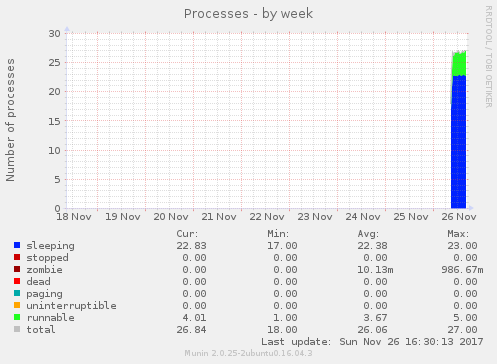 Processes - by week
RRDTOOL / TOBI OETIKER
Number of processes
30
25
20
15
10
5
0
18 Nov 19 Nov 20 Nov 21 Nov 22 Nov 23 Nov 24 Nov 25 Nov 26 Nov
Cur: Min: Avg: Max:
sleeping 22.83 17.00 22.38 23.00
stopped 0.00 0.00 0.00 0.00
zombie 0.00 0.00 10.13m 986.67m
dead 0.00 0.00 0.00 0.00
paging 0.00 0.00 0.00 0.00
uninterruptible 0.00 0.00 0.00 0.00
runnable 4.01 1.00 3.67 5.00
total 26.84 18.00 26.06 27.00
Last update: Sun Nov 26 16:30:13 2017
Munin 2.0.25-2ubuntu0.16.04.3